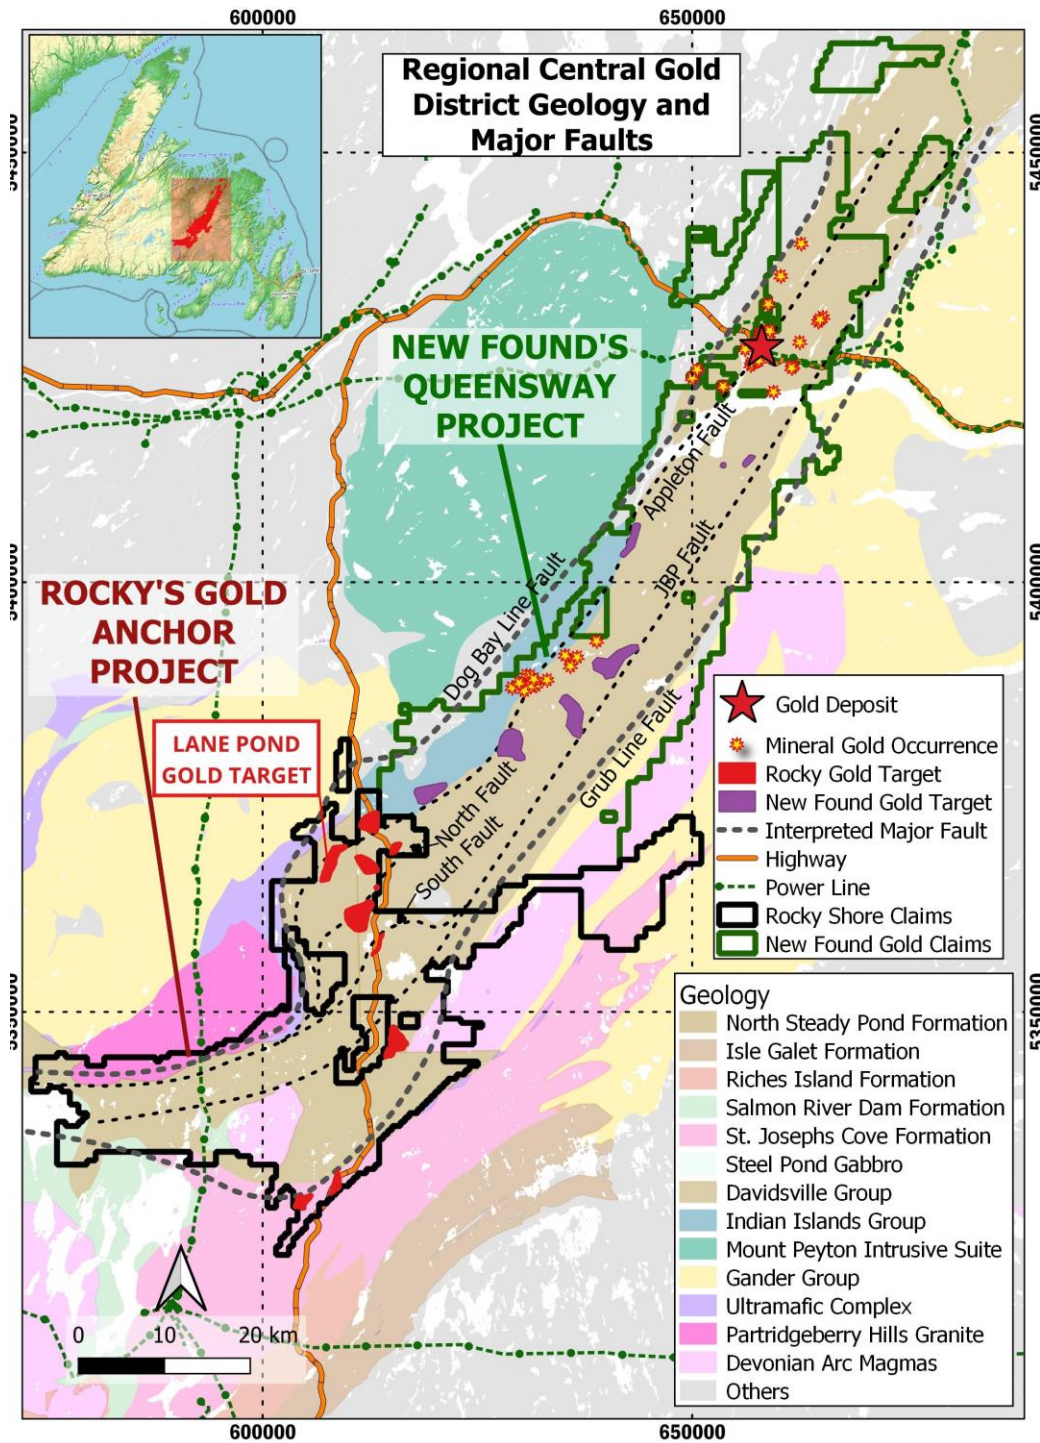 600000
650000
Regional Central Gold
District Geology and
Major Faults
5450000
5450000
NEW FOUND'S
QUEENSWAY
PROJECT
Appleton Fault
JBP Fault
Dog Bay Line Fault
Grub Line Fault
5400000
5400000
ROCKY'S GOLD
ANCHOR
PROJECT
LANE POND
GOLD TARGET
North Fault
South Fault
Gold Deposit
Mineral Gold Occurrence
Rocky Gold Target
New Found Gold Target
Interpreted Major Fault
Highway
Power Line
Rocky Shore Claims
New Found Gold Claims
5350000
5350000
Geology
North Steady Pond Formation
Isle Galet Formation
Riches Island Formation
Salmon River Dam Formation
St. Josephs Cove Formation
Steel Pond Gabbro
Davidsville Group
Indian Islands Group
Mount Peyton Intrusive Suite
Gander Group
Ultramafic Complex
Partridgeberry Hills Granite
Devonian Arc Magmas
Others
0 10 20 km
600000
650000